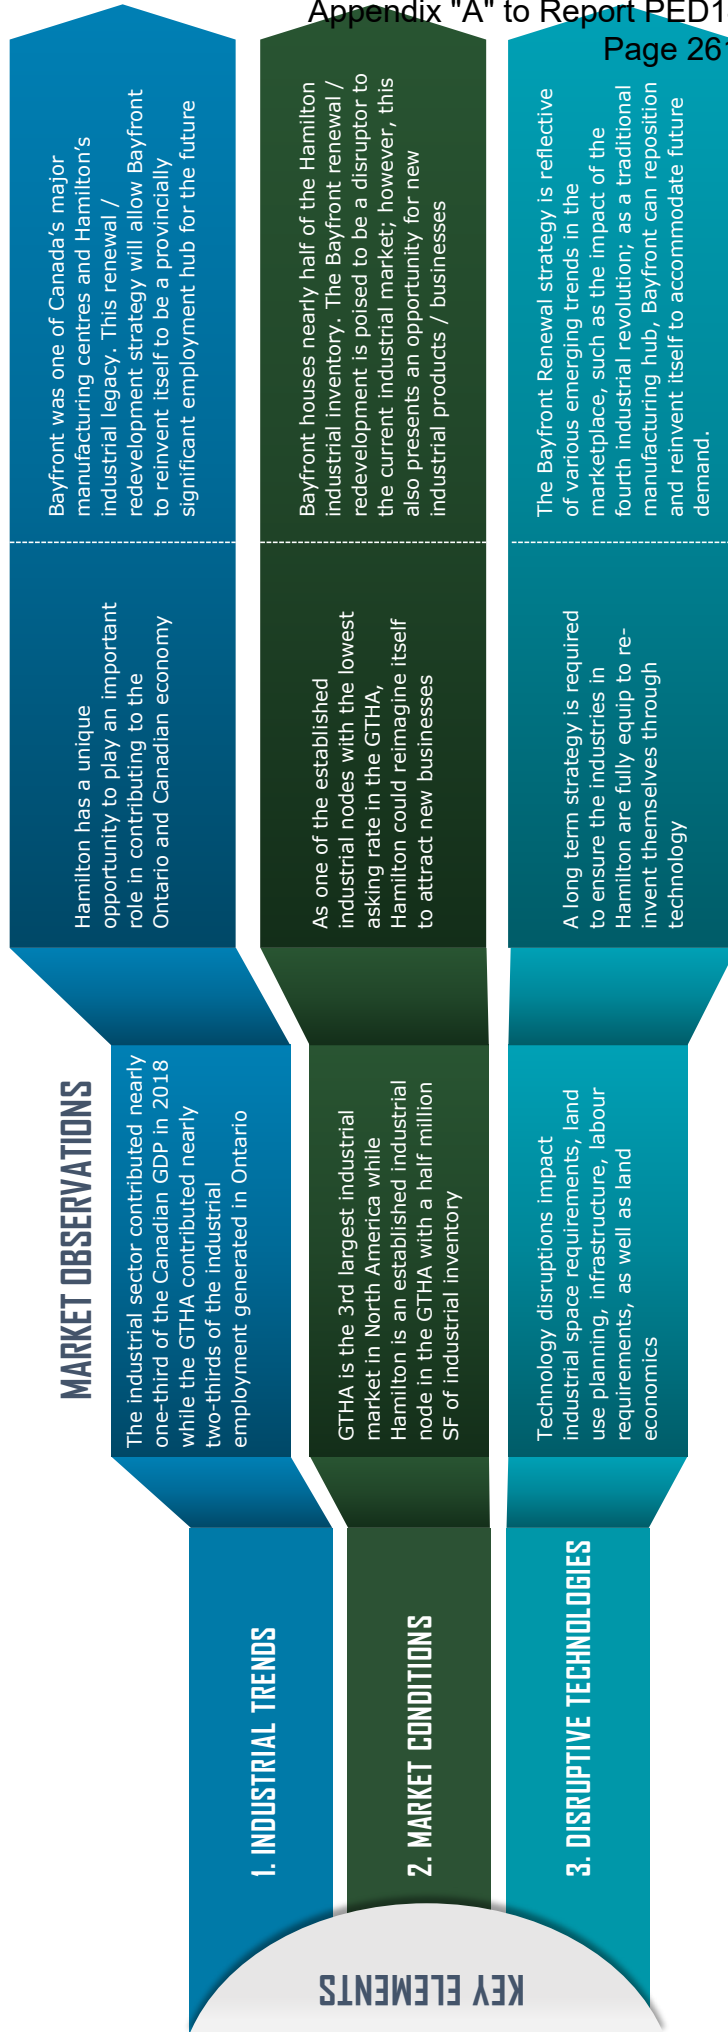 Appendix "A" to Report PED1
Page 261
MARKET OBSERVATIONS
KEY ELEMENTS
1. INDUSTRIAL TRENDS
The industrial sector contributed nearly
one-third of the Canadian GDP in 2018
while the GTHA contributed nearly
two-thirds of the industrial
employment generated in Ontario
Hamilton has a unique
opportunity to play an important
role in contributing to the
Ontario and Canadian economy
Bayfront was one of Canada's major
manufacturing centres and Hamilton's
industrial legacy. This renewal /
redevelopment strategy will allow Bayfront
to reinvent itself to be a provincially
significant employment hub for the future
2. MARKET CONDITIONS
GTHA is the 3rd largest industrial
market in North America while
Hamilton is an established industrial
node in the GTHA with a half million
SF of industrial inventory
As one of the established
industrial nodes with the lowest
asking rate in the GTHA,
Hamilton could reimagine itself
to attract new businesses
Bayfront houses nearly half of the Hamilton
industrial inventory. The Bayfront renewal /
redevelopment is poised to be a disruptor to
the current industrial market; however, this
also presents an opportunity for new
industrial products / businesses
3. DISRUPTIVE TECHNOLOGIES
Technology disruptions impact
industrial space requirements, land
use planning, infrastructure, labour
requirements, as well as land
economics
A long term strategy is required
to ensure the industries in
Hamilton are fully equip to re-
invent themselves through
technology
The Bayfront Renewal strategy is reflective
of various emerging trends in the
marketplace, such as the impact of the
fourth industrial revolution; as a traditional
manufacturing hub, Bayfront can reposition
and reinvent itself to accommodate future
demand.